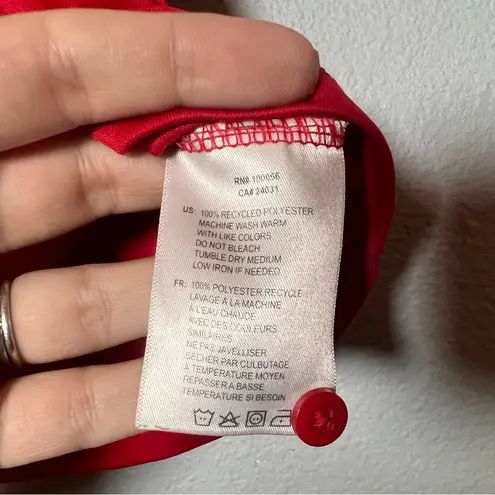 RN# 100056
CA# 24031
US: 100% RECYCLED POLYESTER
MACHINE WASH WARM
WITH LIKE COLORS
DO NOT BLEACH
TUMBLE DRY MEDIUM
LOW IRON IF NEEDED
FR: 100% POLYESTER RECYCLE
LAVAGE A LA MACHINE
A L'EAU CHAUDE
AVEC DES COULEURS
SIMILAIRES
NE PAS JAVELLISER
SECHER PAR CULBUTAGE
A TEMPERATURE MOYEN
REPASSER A BASSE
TEMPERATURE SI BESOIN